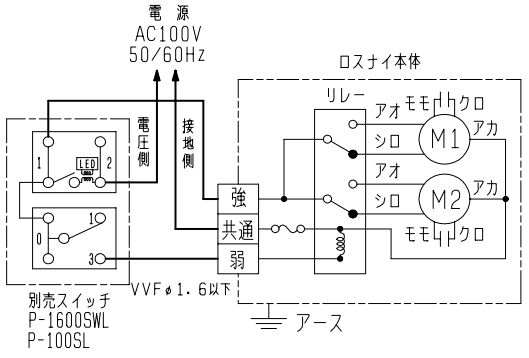 電 源
AC100V
50/60Hz
ロスナイ本体
リレー
アオ
モモ
クロ
アカ
シロ
M1
アオ
アカ
シロ
M2
モモ
クロ
電圧側
接地側
1
LED
2
強
共通
弱
0
1
3
別売スイッチ
P-1600SWL
P-100SL
VVFφ1.6以下
アース